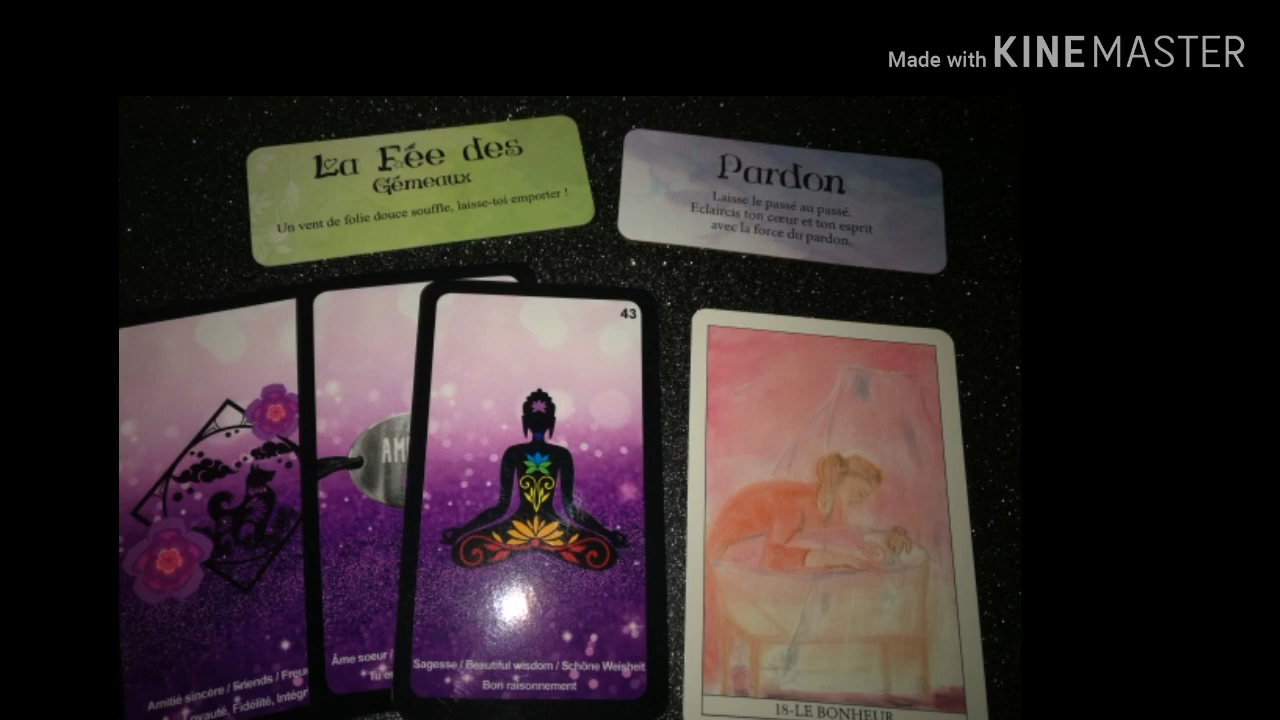 Made with KINEMASTER
La Fée des
Gémeaux
Un vent de folie douce souffle, laisse-toi emporter !
Pardon
Laisse le passé au passé.
Eclaircis ton cœur et ton esprit
avec la force du pardon.
43
Amitié sincère / Friends /
Fidélité,
Âme soeur /
Sagesse / Beautiful wisdom / Schöne Weisheit
Bon raisonnement
18-LE BONHEUR